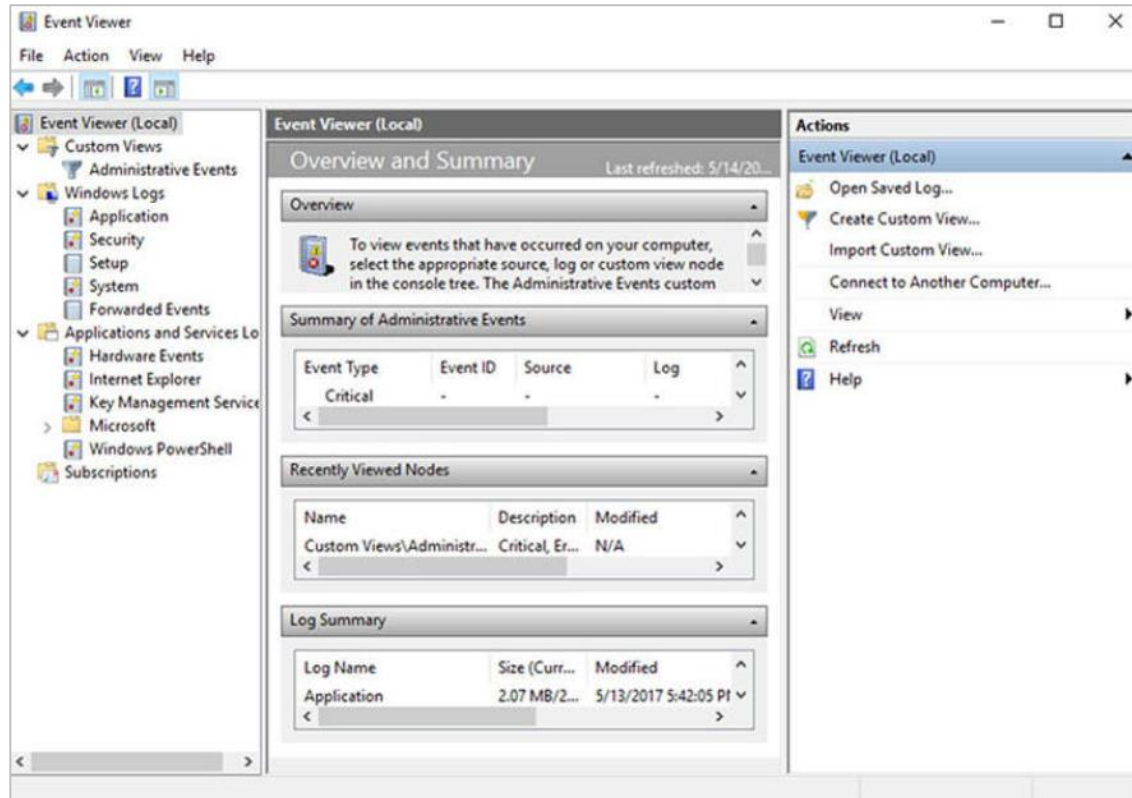 Event Viewer
File Action View Help
Event Viewer (Local)
Custom Views
Administrative Events
Windows Logs
Application
Security
Setup
System
Forwarded Events
Applications and Services Lo
Hardware Events
Internet Explorer
Key Management Service
Microsoft
Windows PowerShell
Subscriptions
Event Viewer (Local)
Overview and Summary Last refreshed: 5/14/20...
Overview
To view events that have occurred on your computer,
select the appropriate source, log or custom view node
in the console tree. The Administrative Events custom
Summary of Administrative Events
Event Type Event ID Source Log
Critical - - -
Recently Viewed Nodes
Name Description Modified
Custom Views\Administr... Critical, Er... N/A
Log Summary
Log Name Size (Curr... Modified
Application 2.07 MB/2... 5/13/2017 5:42:05 PM
Actions
Event Viewer (Local)
Open Saved Log...
Create Custom View...
Import Custom View...
Connect to Another Computer...
View
Refresh
Help